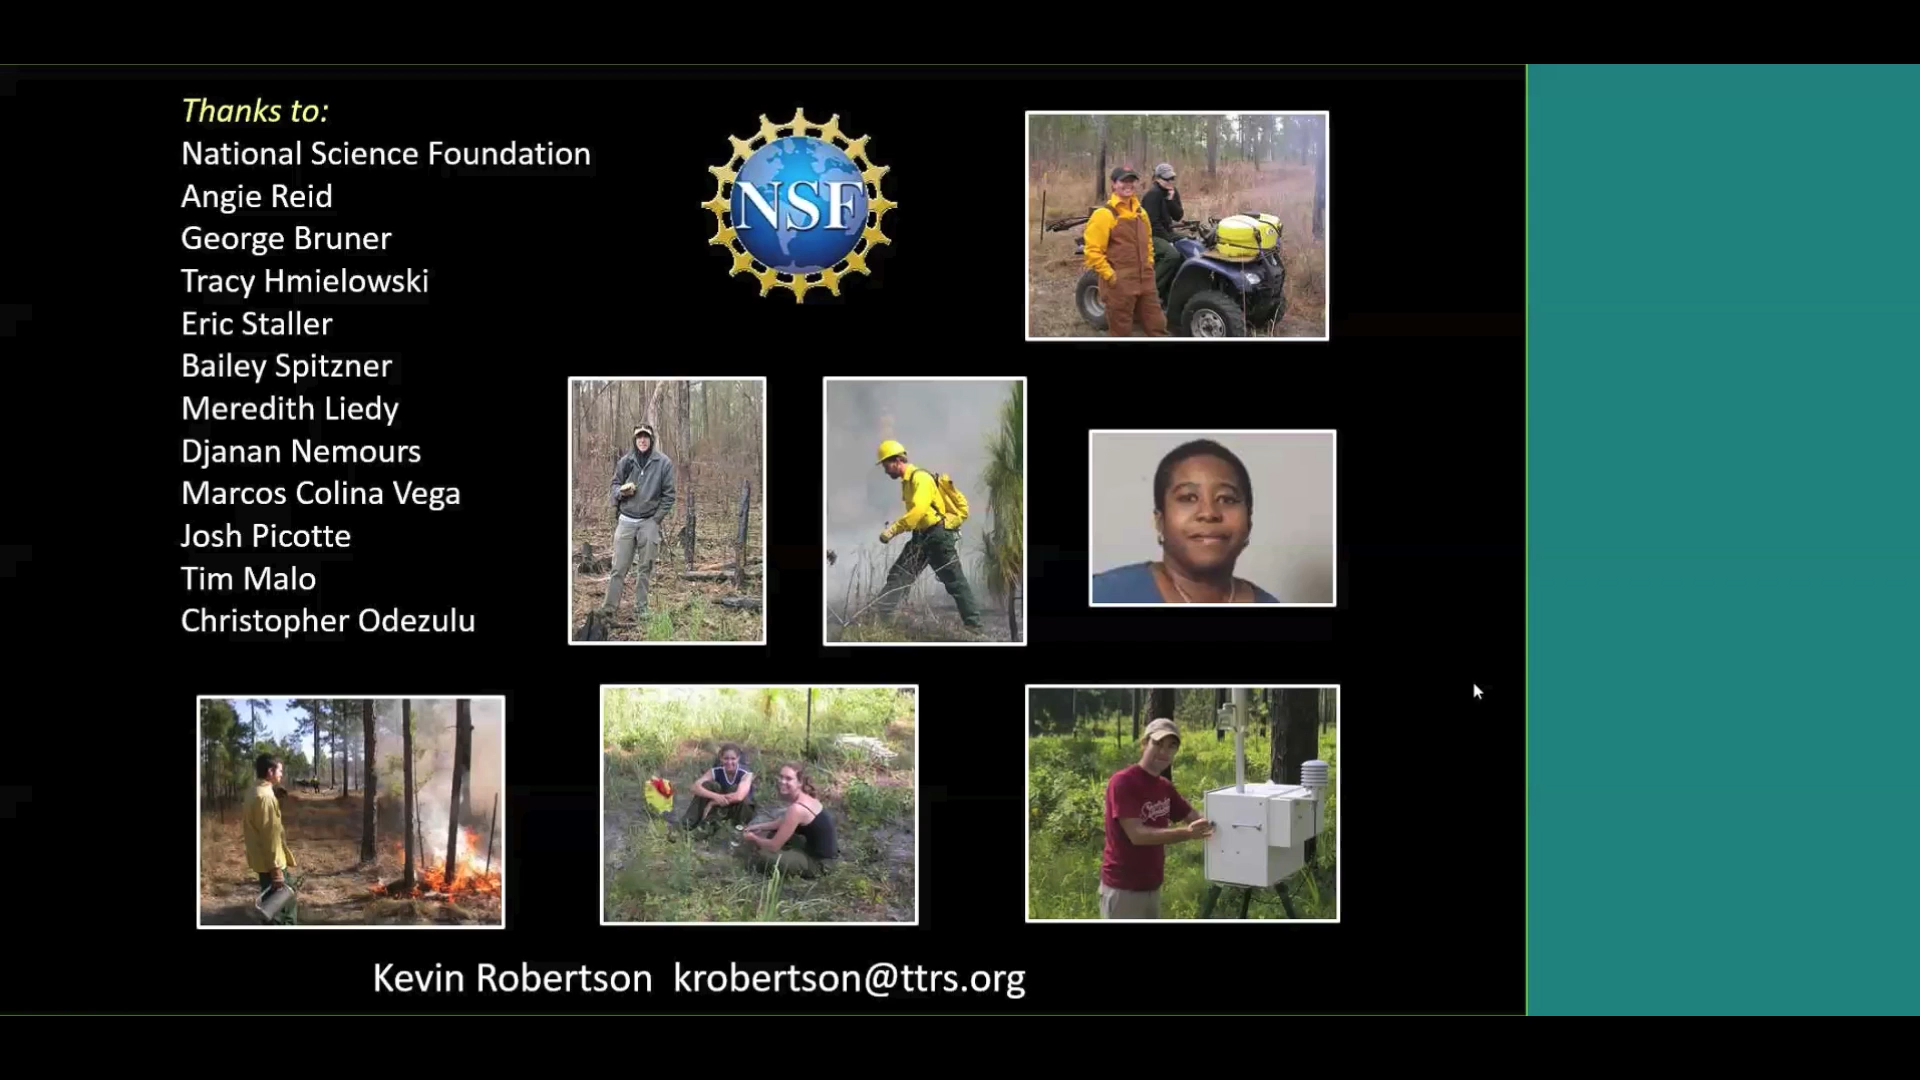 Thanks to:
National Science Foundation
Angie Reid
George Bruner
Tracy Hmielowski
Eric Staller
Bailey Spitzner
Meredith Liedy
Djanan Nemours
Marcos Colina Vega
Josh Picotte
Tim Malo
Christopher Odezulu
NSF
Kevin Robertson krobertson@ttrs.org